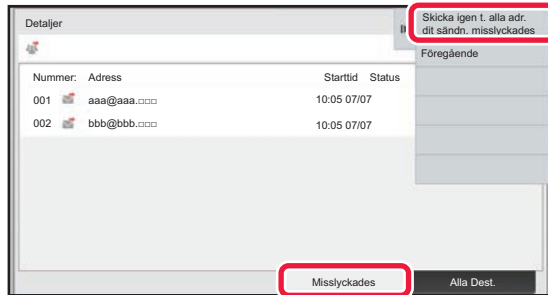 Detaljer
Skicka igen t. alla adr.
dit sändn. misslyckades
Föregående
Nummer: Adress Starttid Status
001 aaa@aaa.□□□ 10:05 07/07
002 bbb@bbb.□□□ 10:05 07/07
Misslyckades Alla Dest.